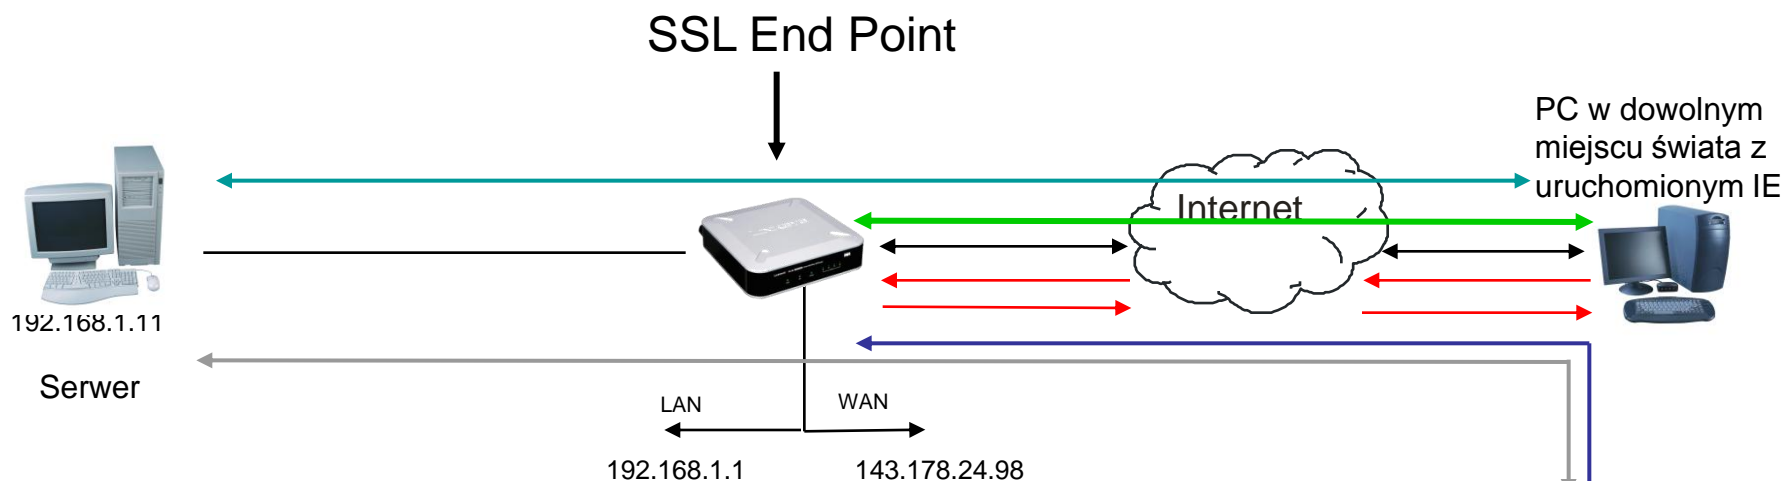 SSL End Point
PC w dowolnym
miejscu świata z
uruchomionym IE
Internet
192.168.1.11
Serwer
LAN
WAN
192.168.1.1
143.178.24.98